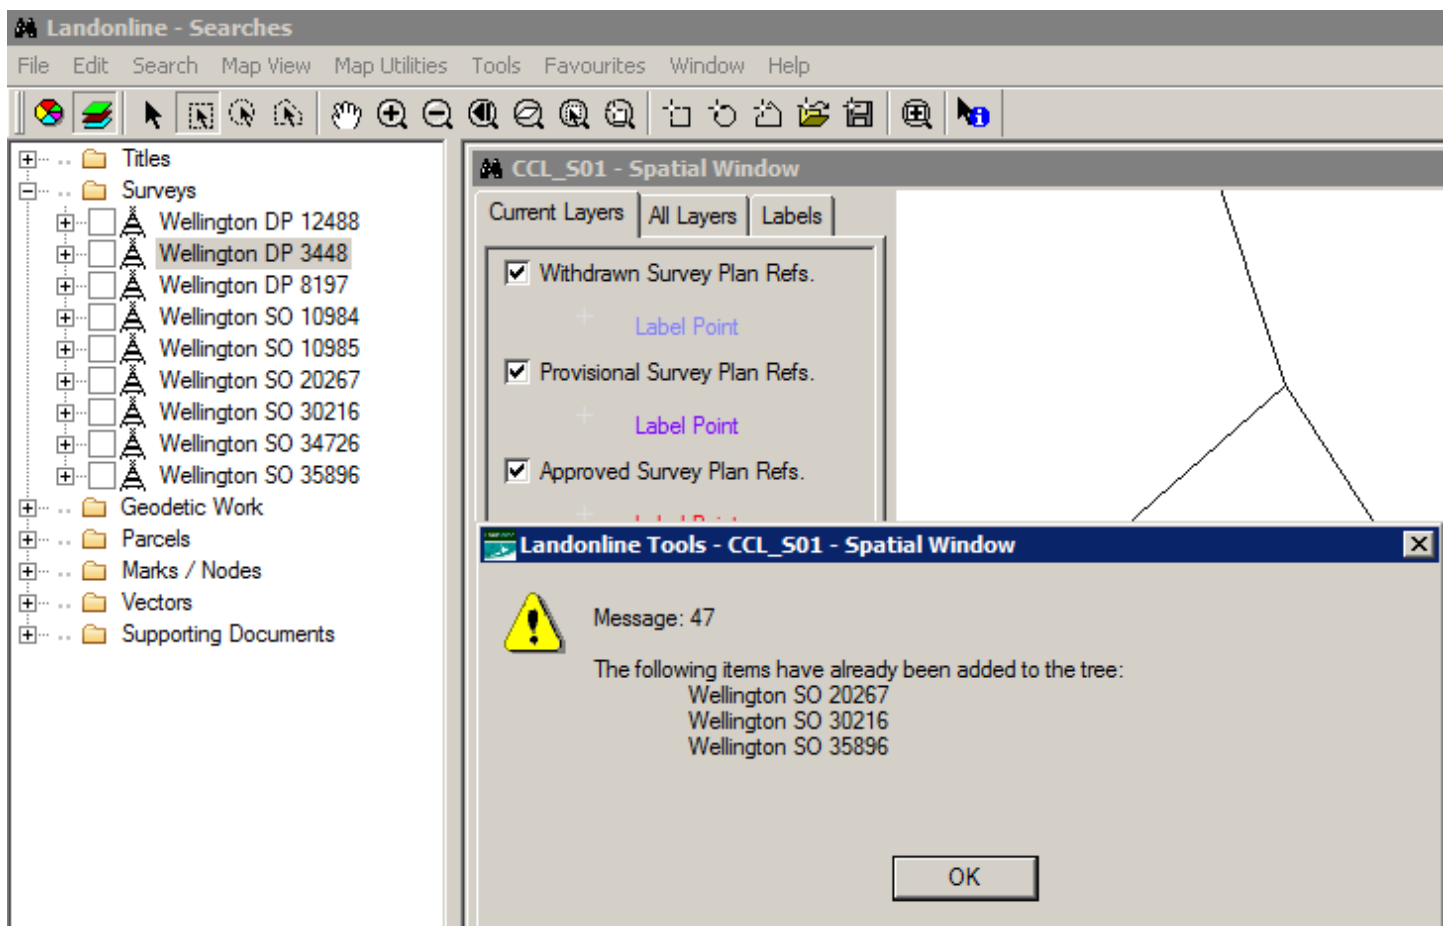 Landonline - Searches
File Edit Search Map View Map Utilities Tools Favourites Window Help
Titles
Surveys
Wellington DP 12488
Wellington DP 3448
Wellington DP 8197
Wellington SO 10984
Wellington SO 10985
Wellington SO 20267
Wellington SO 30216
Wellington SO 34726
Wellington SO 35896
Geodetic Work
Parcels
Marks / Nodes
Vectors
Supporting Documents
CCL_S01 - Spatial Window
Current Layers All Layers Labels
Withdrawn Survey Plan Refs.
Label Point
Provisional Survey Plan Refs.
Label Point
Approved Survey Plan Refs.
Landonline Tools - CCL_S01 - Spatial Window
Message: 47
The following items have already been added to the tree:
Wellington SO 20267
Wellington SO 30216
Wellington SO 35896
OK